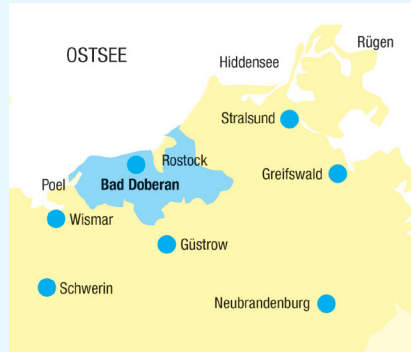 Rügen
OSTSEE
Hiddensee
Stralsund
Rostock
Greifswald
Poel
Bad Doberan
Wismar
Güstrow
Schwerin
Neubrandenburg